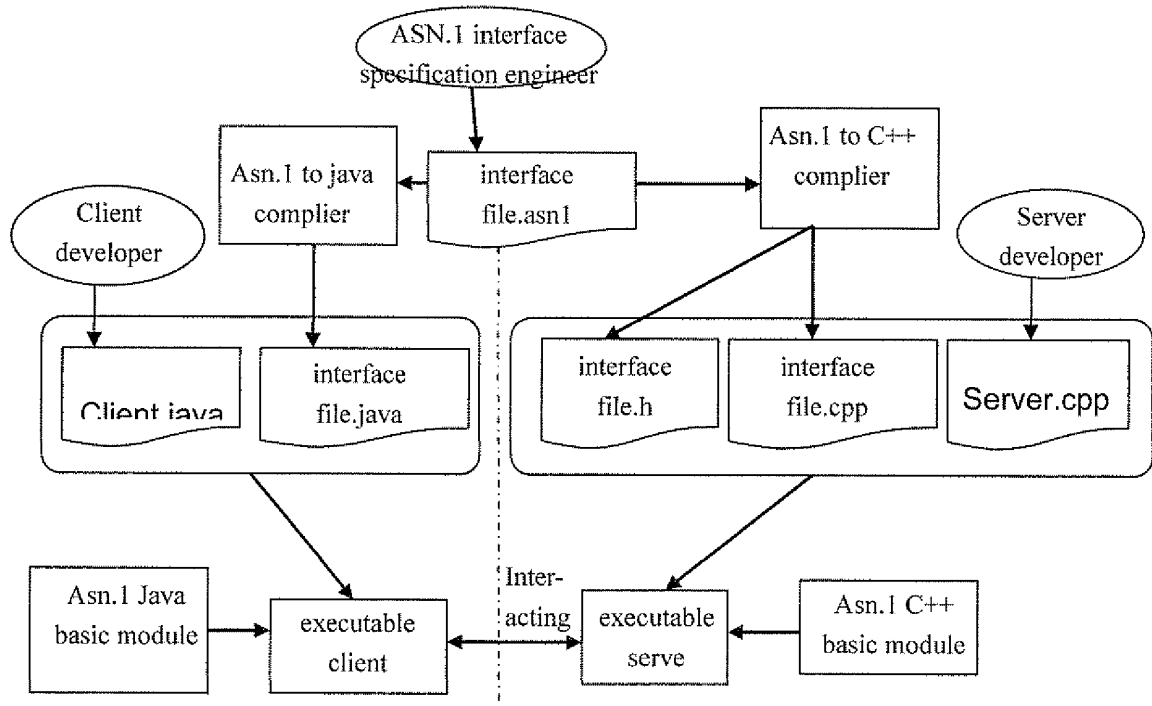 ASN.1 interface
specification engineer
Asn.1 to java
complier
interface
file.asn1
Asn.1 to C++
complier
Client
developer
Server
developer
Client.java
interface
file.java
interface
file.h
interface
file.cpp
Server.cpp
Asn.1 Java
basic module
executable
client
Inter-
acting
executable
serve
Asn.1 C++
basic module